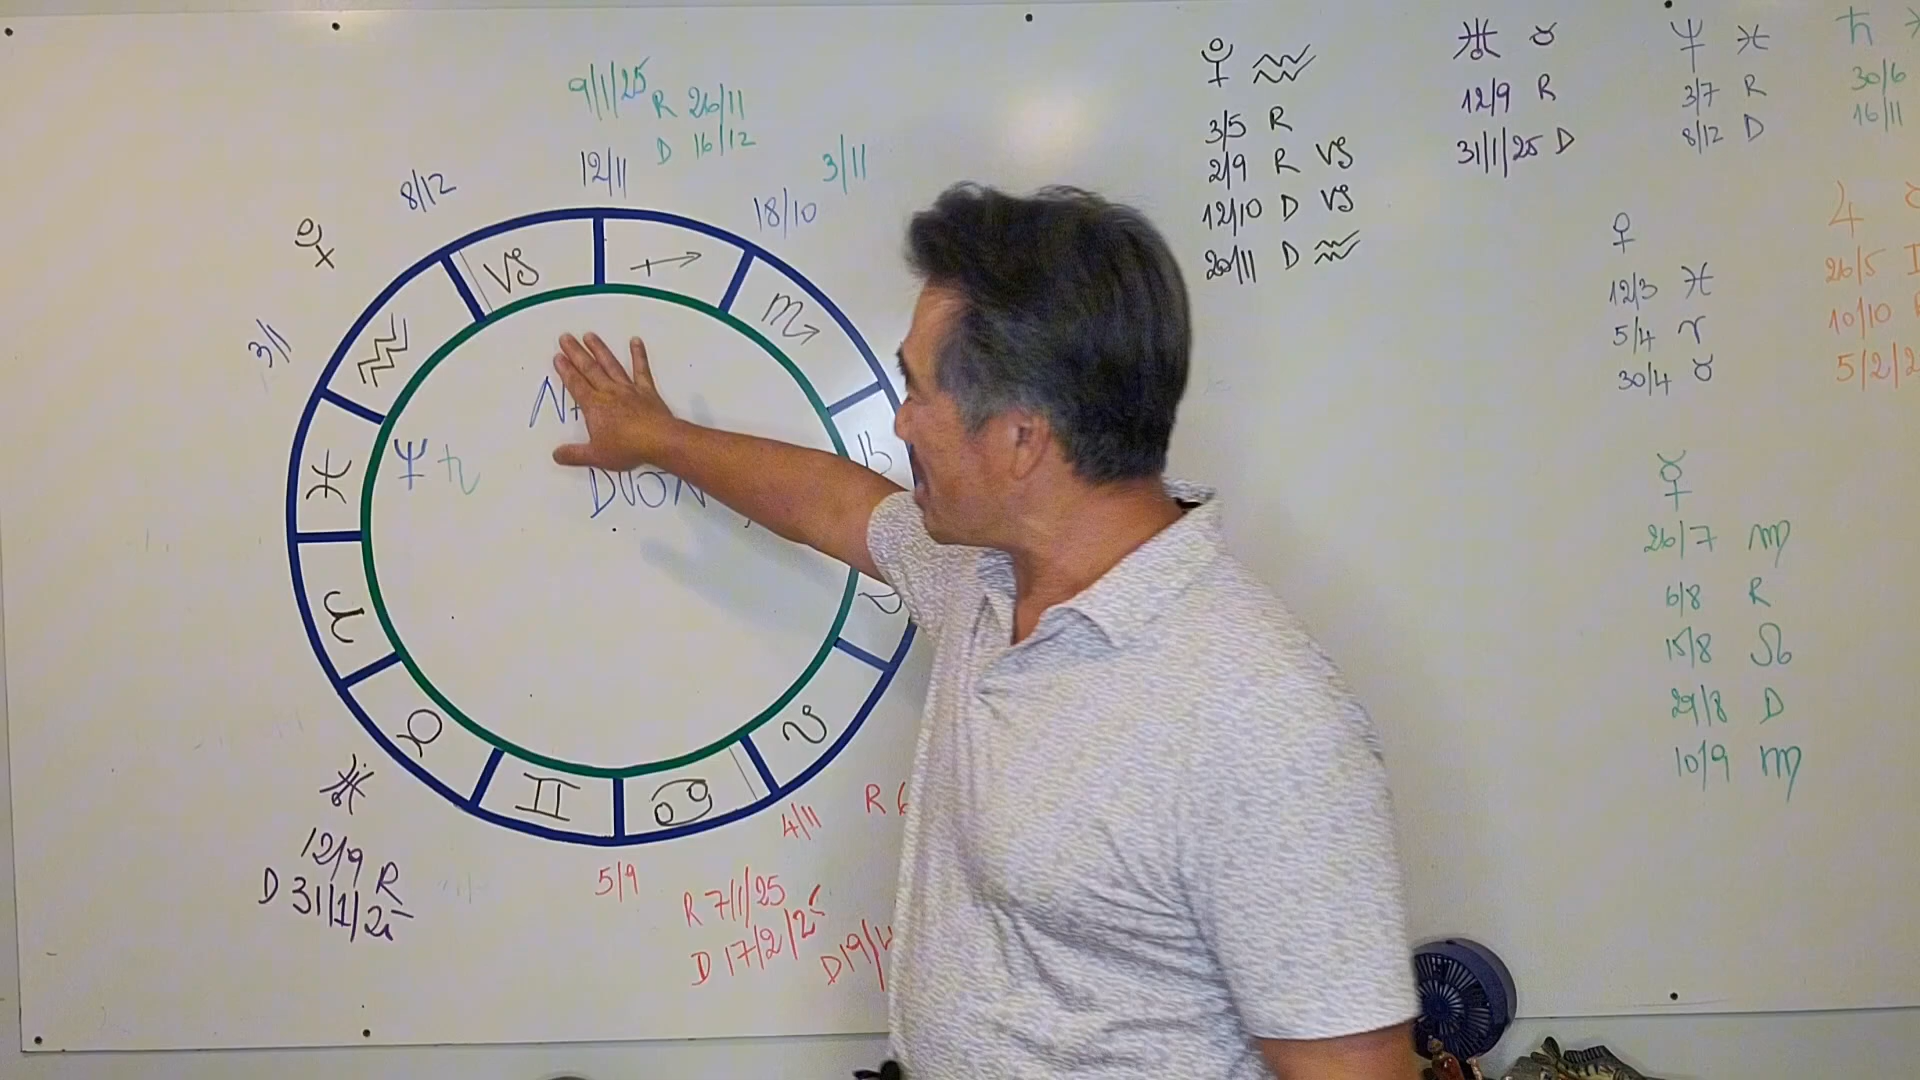 9/1/25 R 26/11
D 16/12
12/11
3/11
18/10
8/12
3/1
♑ ♐ ♏
♒
♓
♈
♉
♊
♋
♌
♆ ♄
12/9 R
D 31/1/25
5/9
4/11 R 6
R 7/1/25
D 17/2/25
♒
3/5 R
2/9 R ♑
12/10 D ♑
20/11 D ♒
♅ ♉
12/9 R
31/1/25 D
♆ ♓
3/7 R
8/12 D
♄
30/6
16/11
♀
12/3 ♓
5/4 ♈
30/4 ♉
♃
26/5
10/10
5/2/2
☿
26/7 ♍
6/8 R
15/8 ♌
29/8 D
10/9 ♍